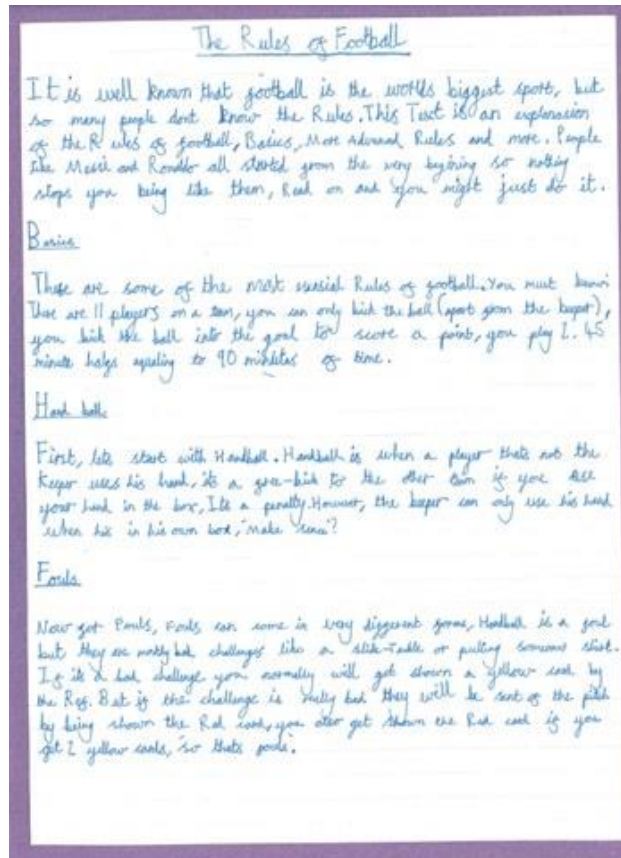 The Rules of Football
It is well known that football is the worlds biggest sport, but
so many people dont know the Rules. This Text is an explanasion
of the Rules of football, Basics, More Advanced Rules and more. People
like Messi and Ronaldo all started from the very begining so nothing
stops you being like them, Read on and you might just do it.
Basics
These are some of the most Rules of football. You must know
There are 11 players on a team, you can only kick the ball (apart from the keeper),
you kick the ball into the goal to score a point, you play 2. 45
minute halfs equaling to 90 minutes of time.
Hand ball
First, lets start with Handball. Handball is when a player thats not the
Keeper uses his hand, its a free-kick to the other team if you use
your hand in the box, Its a penalty. However, the keeper can only use his hand
when his in his own box, make sence?
Fouls
Now for Fouls, Fouls can come in very different forms, Handball is a foul
but they are mostly bad challenges like a slide-tackle or pulling someones shirt.
If its a bad challenge you normally will get shown a yellow card by
the Ref. But if the challenge is really bad they will be sent of the pitch
by being shown the Red card, you get shown the Red card if you
get 2 yellow cards, so thats fouls.